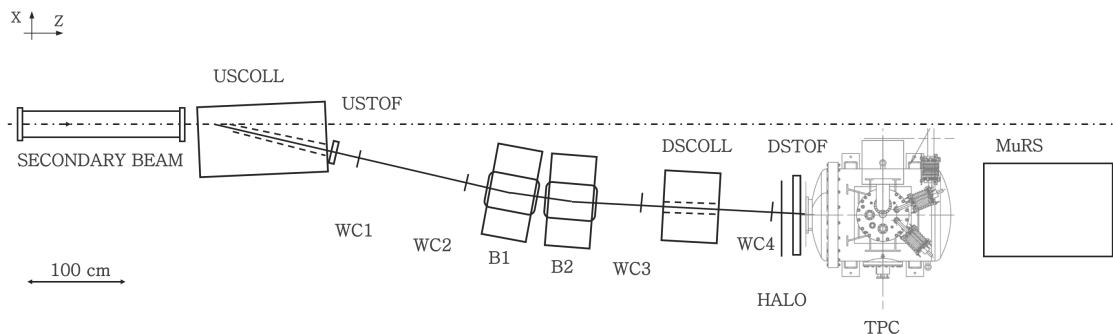 X
Z
USCOLL
USTOF
SECONDARY BEAM
DSCOLL
DSTOF
MuRS
WC1
WC2
B1
B2
WC3
WC4
100 cm
HALO
TPC